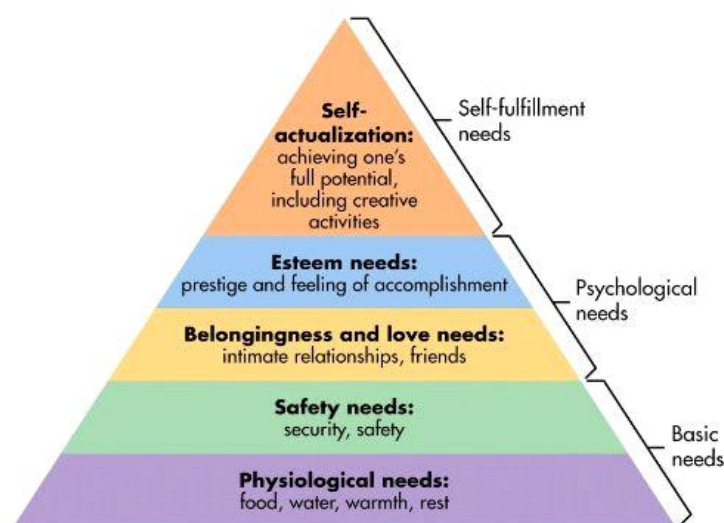 Self-
actualization:
achieving one's
full potential,
including creative
activities
Self-fulfillment
needs
Esteem needs:
prestige and feeling of accomplishment
Psychological
needs
Belongingness and love needs:
intimate relationships, friends
Safety needs:
security, safety
Basic
needs
Physiological needs:
food, water, warmth, rest